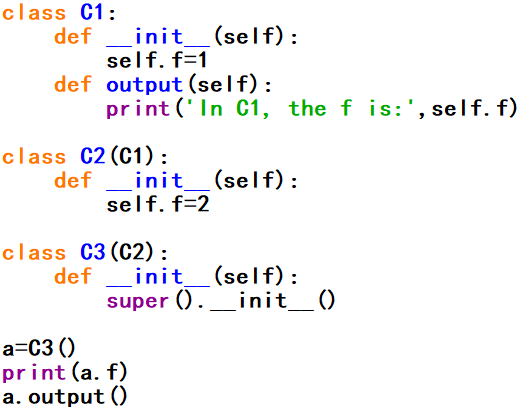 class C1:
    def __init__(self):
        self.f=1
    def output(self):
        print('In C1, the f is:',self.f)

class C2(C1):
    def __init__(self):
        self.f=2

class C3(C2):
    def __init__(self):
        super().__init__()

a=C3()
print(a.f)
a.output()